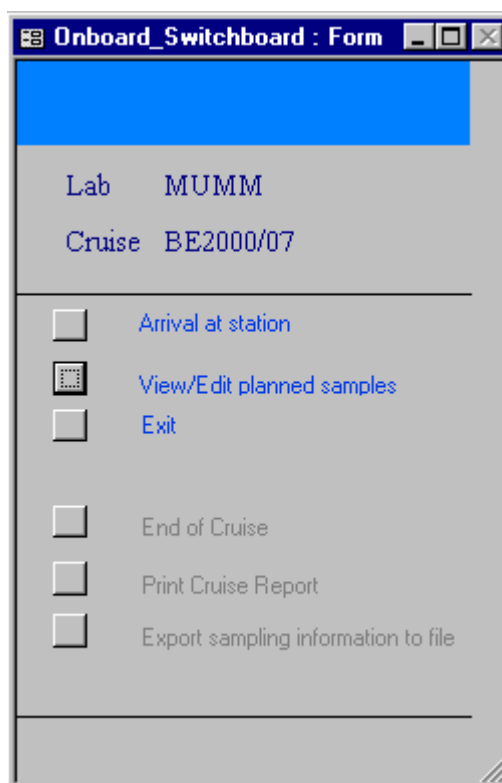 Onboard_Switchboard : Form
Lab MUMM
Cruise BE2000/07
Arrival at station
View/Edit planned samples
Exit
End of Cruise
Print Cruise Report
Export sampling information to file